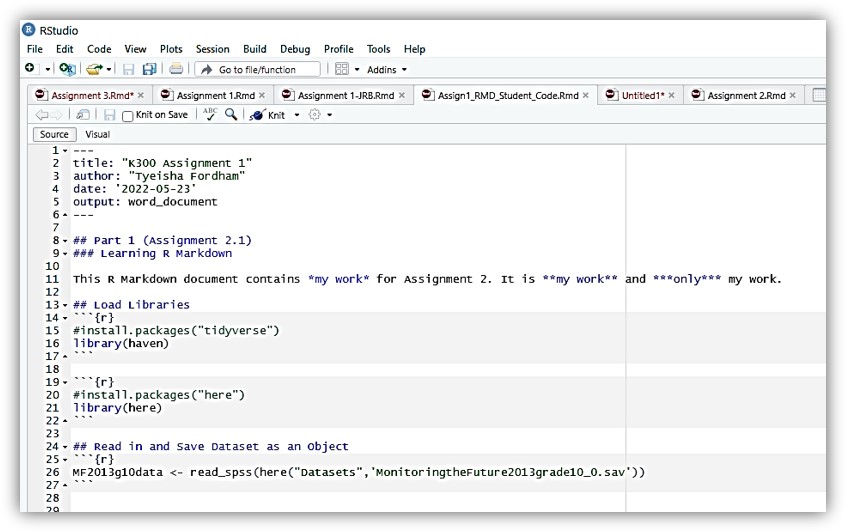 RStudio
File Edit Code View Plots Session Build Debug Profile Tools Help
Go to file/function Addins
Assignment 3.Rmd* Assignment 1.Rmd Assignment 1-JRB.Rmd Assign1_RMD_Student_Code.Rmd Untitled1* Assignment 2.Rmd
Knit on Save ABC Knit
Source Visual
1 ---
2 title: "K300 Assignment 1"
3 author: "Tyeisha Fordham"
4 date: '2022-05-23'
5 output: word_document
6 ---
7
8 ## Part 1 (Assignment 2.1)
9 ### Learning R Markdown
10
11 This R Markdown document contains *my work* for Assignment 2. It is **my work** and ***only*** my work.
12
13 ## Load Libraries
14 ```{r}
15 #install.packages("tidyverse")
16 library(haven)
17 ```
18
19 ```{r}
20 #install.packages("here")
21 library(here)
22 ```
23
24 ## Read in and Save Dataset as an Object
25 ```{r}
26 MF2013g10data <- read_spss(here("Datasets",'MonitoringtheFuture2013grade10_0.sav'))
27 ```
28
29